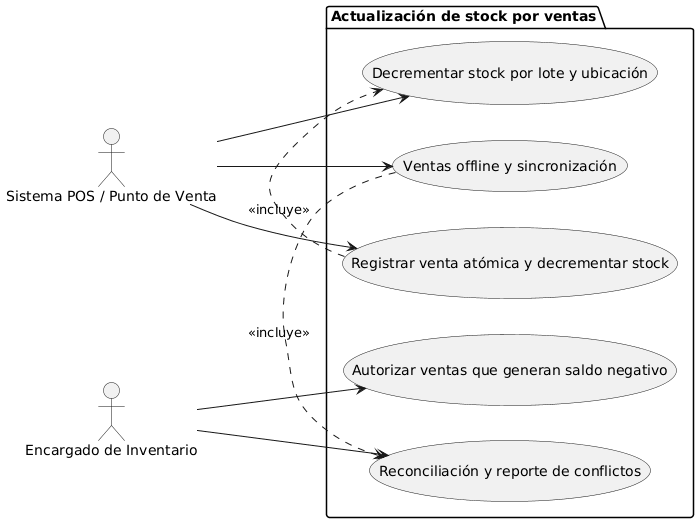 Actualización de stock por ventas
Decrementar stock por lote y ubicación
Ventas offline y sincronización
Sistema POS / Punto de Venta
«incluye»
Registrar venta atómica y decrementar stock
«incluye»
Autorizar ventas que generan saldo negativo
Encargado de Inventario
Reconciliación y reporte de conflictos